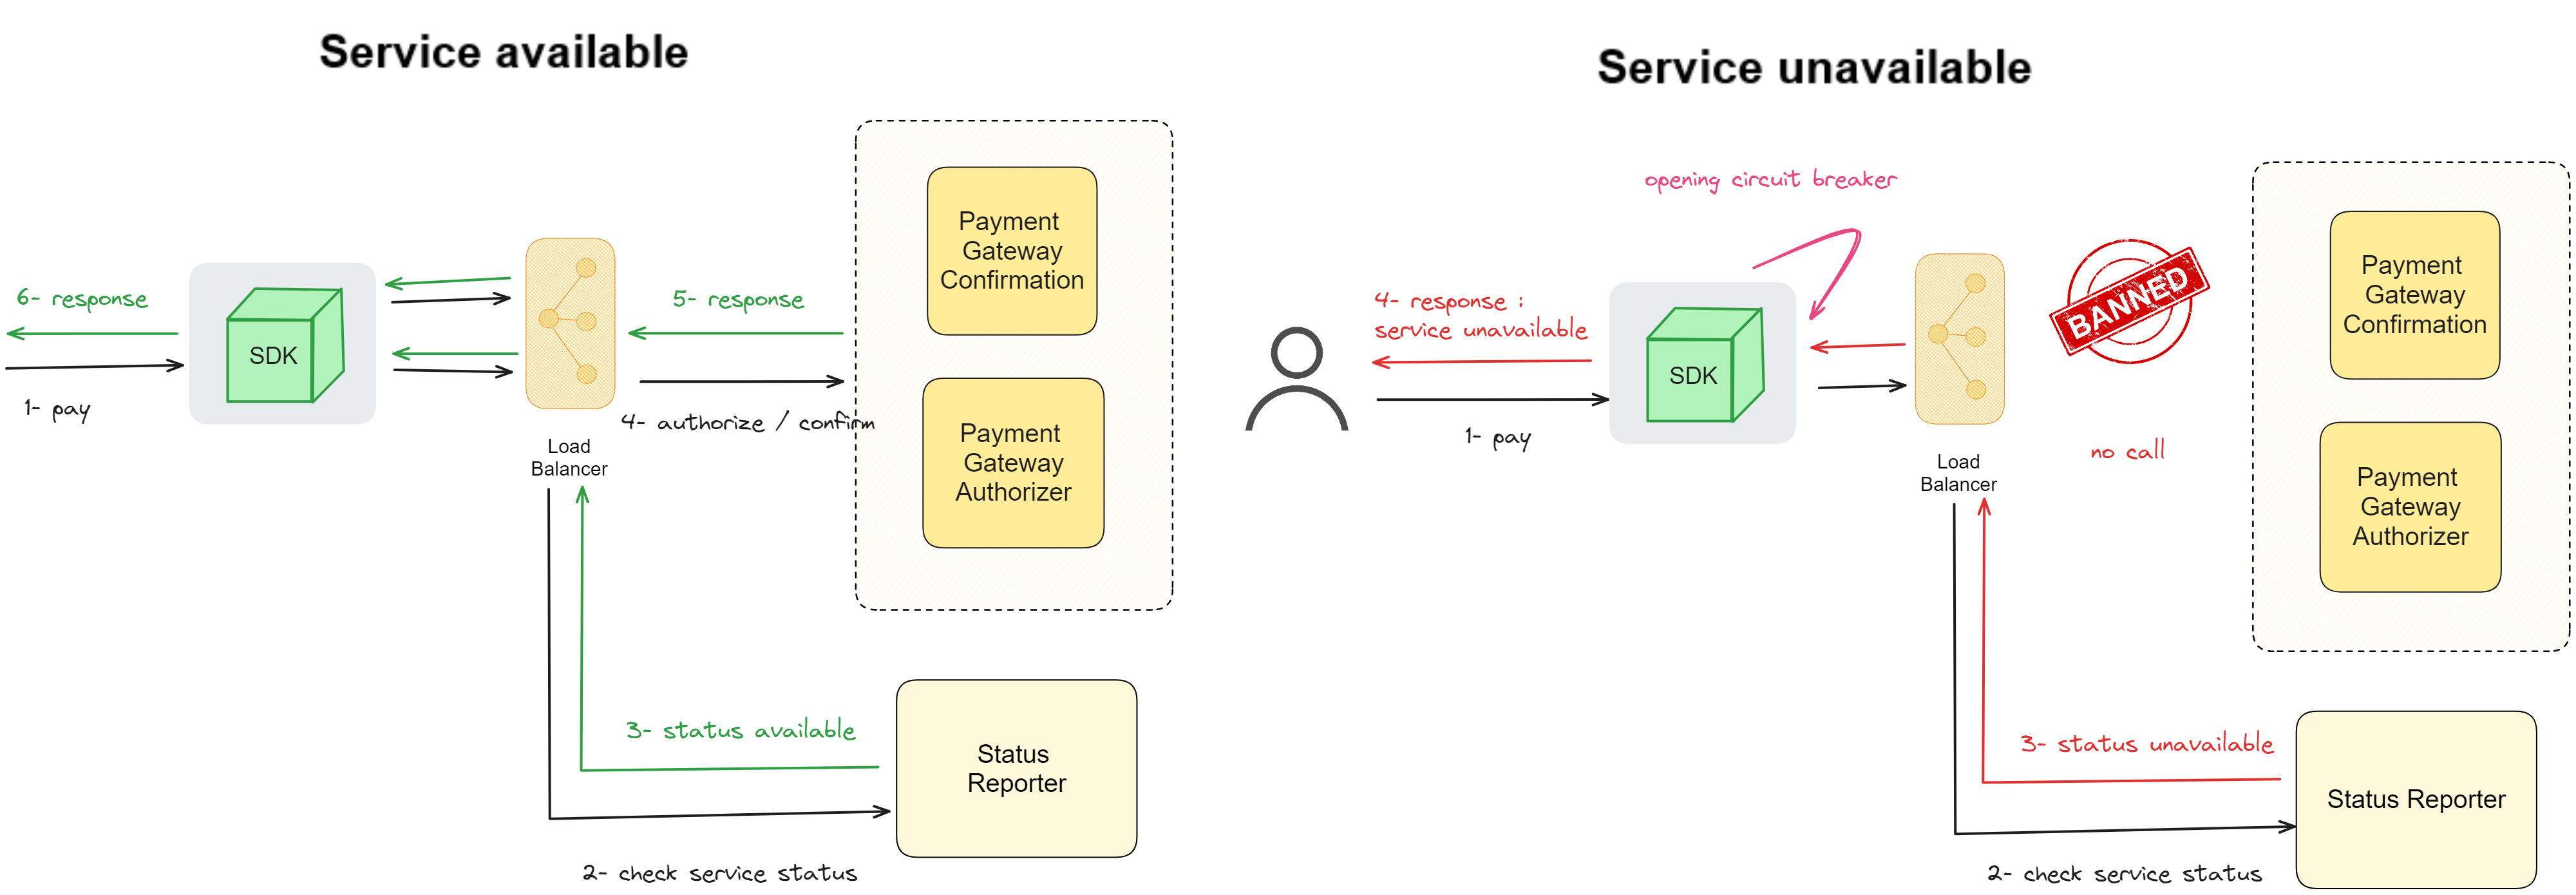 Service available
6- response
1- pay
SDK
Load
Balancer
5- response
4- authorize / confirm
Payment
Gateway
Confirmation
Payment
Gateway
Authorizer
3- status available
Status
Reporter
2- check service status
Service unavailable
opening circuit breaker
4- response :
service unavailable
1- pay
SDK
Load
Balancer
BANNED
no call
Payment
Gateway
Confirmation
Payment
Gateway
Authorizer
3- status unavailable
Status Reporter
2- check service status